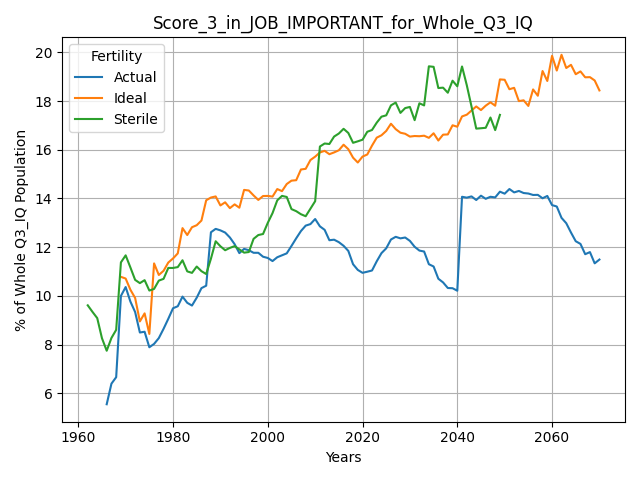 Score_3_in_JOB_IMPORTANT_for_Whole_Q3_IQ
Fertility
Actual
Ideal
Sterile
% of Whole Q3_IQ Population
20
18
16
14
12
10
8
6
1960
1980
2000
2020
2040
2060
Years